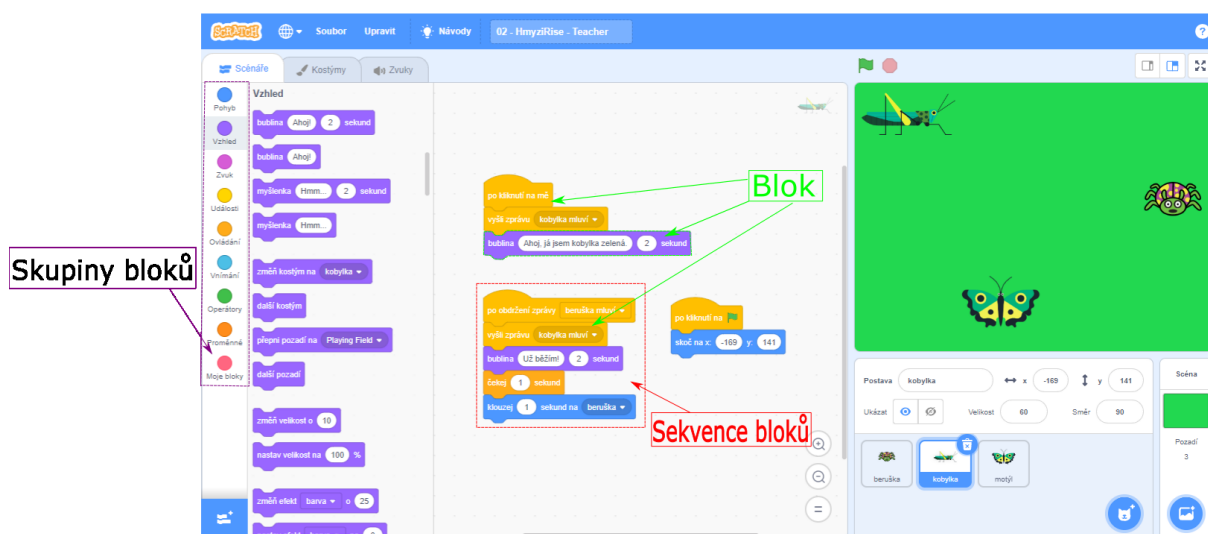 SCRATCH
Soubor
Upravit
Návody
02 - HmyziRise - Teacher
?
Scénáře
Kostýmy
Zvuky
Pohyb
Vzhled
Zvuk
Události
Ovládání
Vnímání
Operátory
Proměnné
Moje bloky
Skupiny bloků
Vzhled
bublina Ahoj! 2 sekund
bublina Ahoj!
myšlenka Hmm... 2 sekund
myšlenka Hmm...
změň kostým na kobylka
další kostým
přepni pozadí na Playing Field
další pozadí
změň velikost o 10
nastav velikost na 100 %
změň efekt barva o 25
po kliknutí na mě
vyšli zprávu kobylka mluví
bublina Ahoj, já jsem kobylka zelená. 2 sekund
Blok
po obdržení zprávy beruška mluví
vyšli zprávu kobylka mluví
bublina Už běžím! 2 sekund
čekej 1 sekund
klouzej 1 sekund na beruška
po kliknutí na
skoč na x: -169 y: 141
Sekvence bloků
Postava kobylka x -169 y 141
Ukázat Velikost 60 Směr 90
beruška
kobylka
motýl
Scéna
Pozadí
3